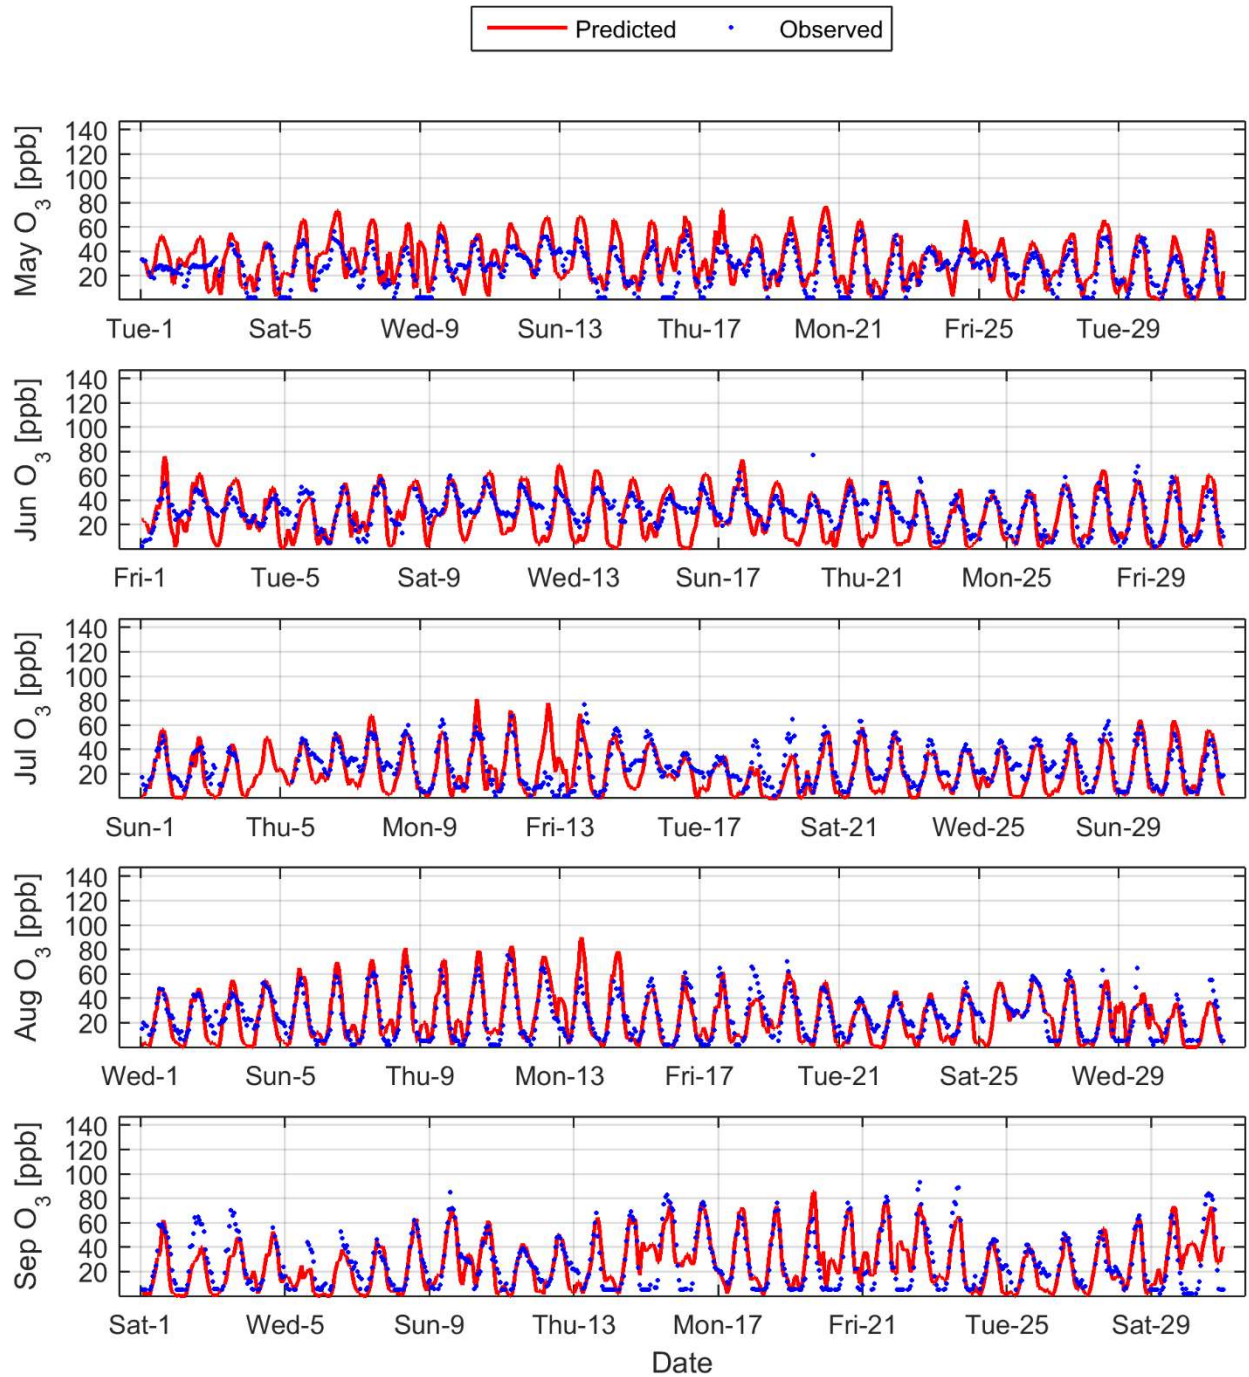 Predicted Observed
May O3 [ppb]
140
120
100
80
60
40
20
Tue-1 Sat-5 Wed-9 Sun-13 Thu-17 Mon-21 Fri-25 Tue-29
Jun O3 [ppb]
140
120
100
80
60
40
20
Fri-1 Tue-5 Sat-9 Wed-13 Sun-17 Thu-21 Mon-25 Fri-29
Jul O3 [ppb]
140
120
100
80
60
40
20
Sun-1 Thu-5 Mon-9 Fri-13 Tue-17 Sat-21 Wed-25 Sun-29
Aug O3 [ppb]
140
120
100
80
60
40
20
Wed-1 Sun-5 Thu-9 Mon-13 Fri-17 Tue-21 Sat-25 Wed-29
Sep O3 [ppb]
140
120
100
80
60
40
20
Sat-1 Wed-5 Sun-9 Thu-13 Mon-17 Fri-21 Tue-25 Sat-29
Date